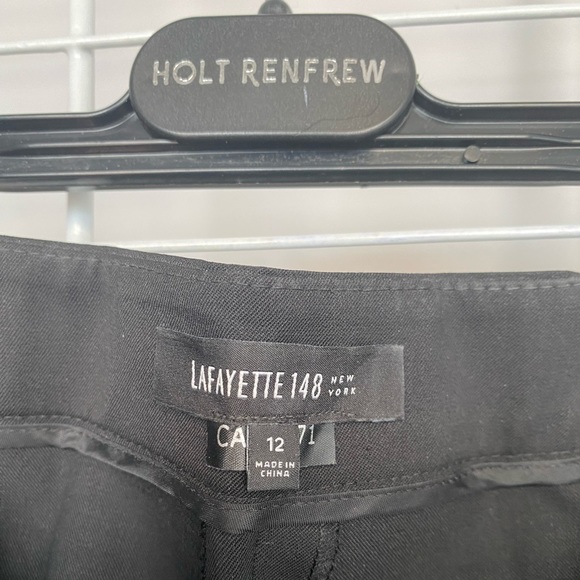 HOLT RENFREW
LAFAYETTE 148 NEW YORK
CA 71
12
MADE IN
CHINA